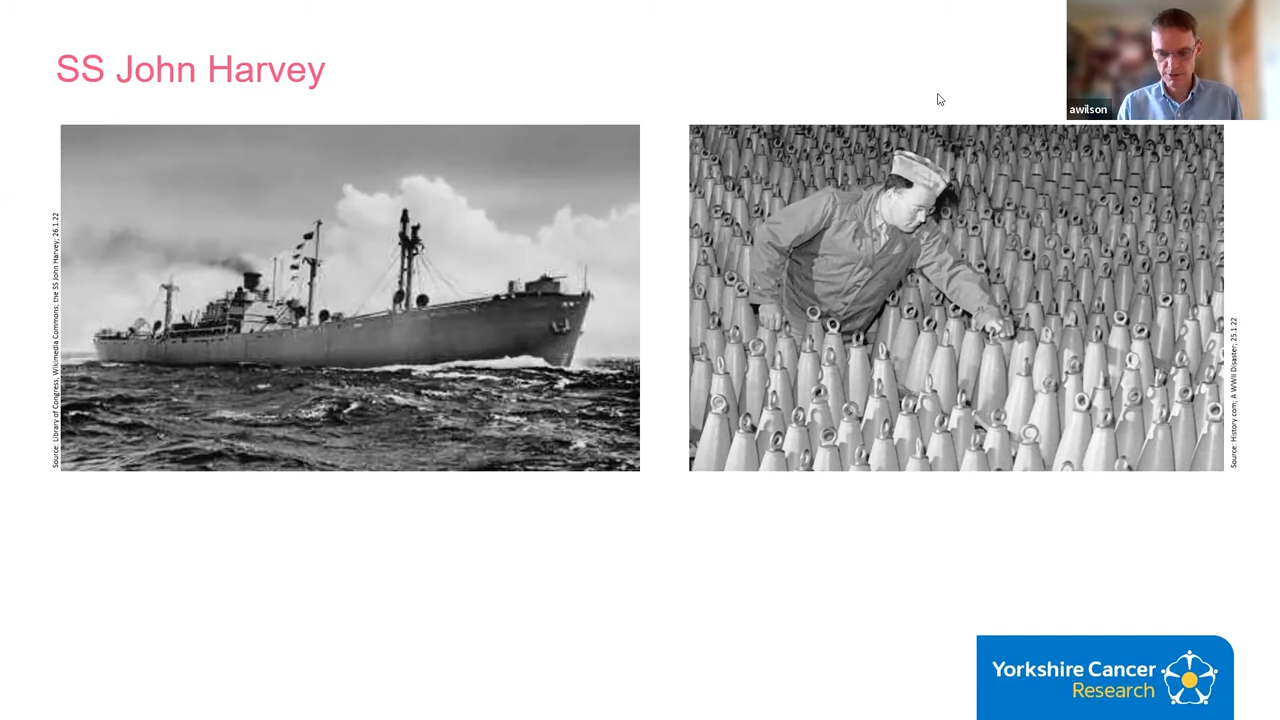 SS John Harvey
awilson
Source: Library of Congress, Wikimedia Commons; the SS John Harvey; 26.1.22
Source: History.com; A WWII Disaster; 25.1.22
Yorkshire Cancer
Research